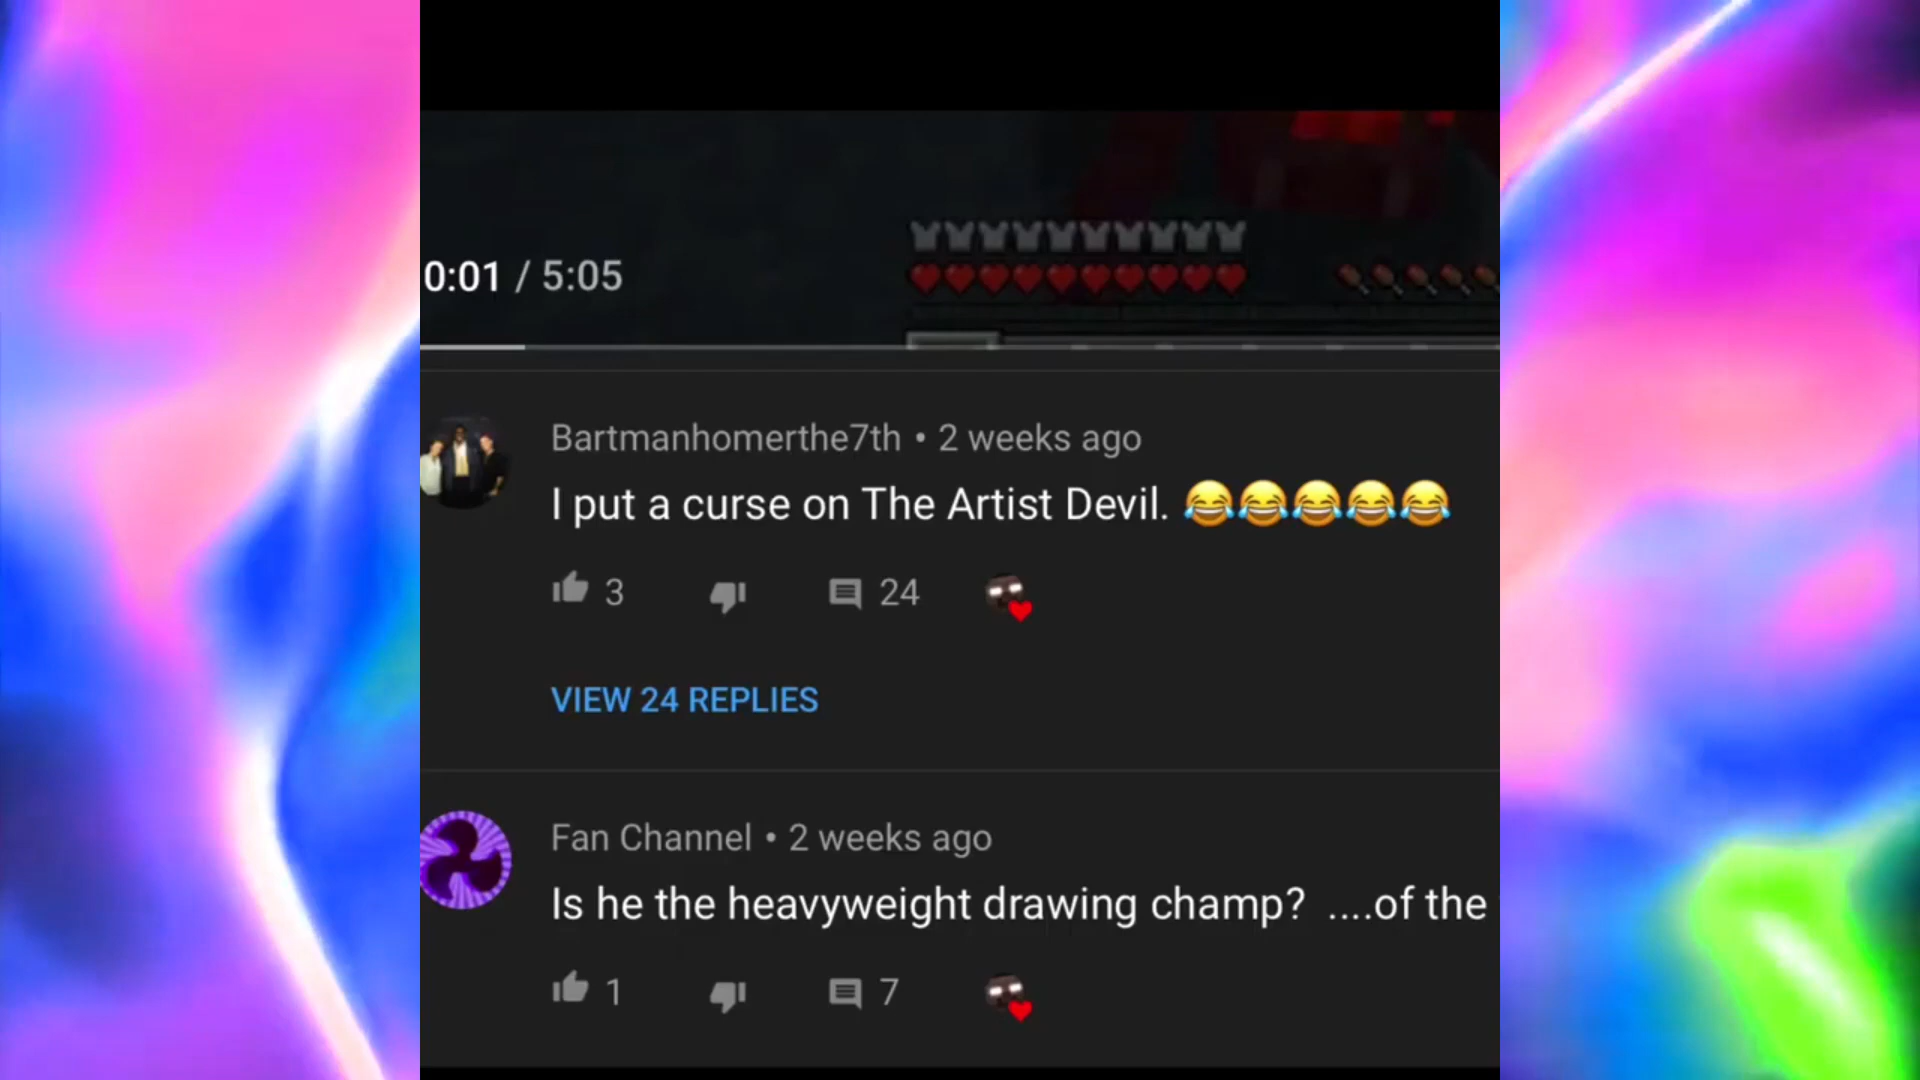 0:01 / 5:05
Bartmanhomerthe7th • 2 weeks ago
I put a curse on The Artist Devil. 😂😂😂😂😂
3 24
VIEW 24 REPLIES
Fan Channel • 2 weeks ago
Is he the heavyweight drawing champ? ....of the
1 7